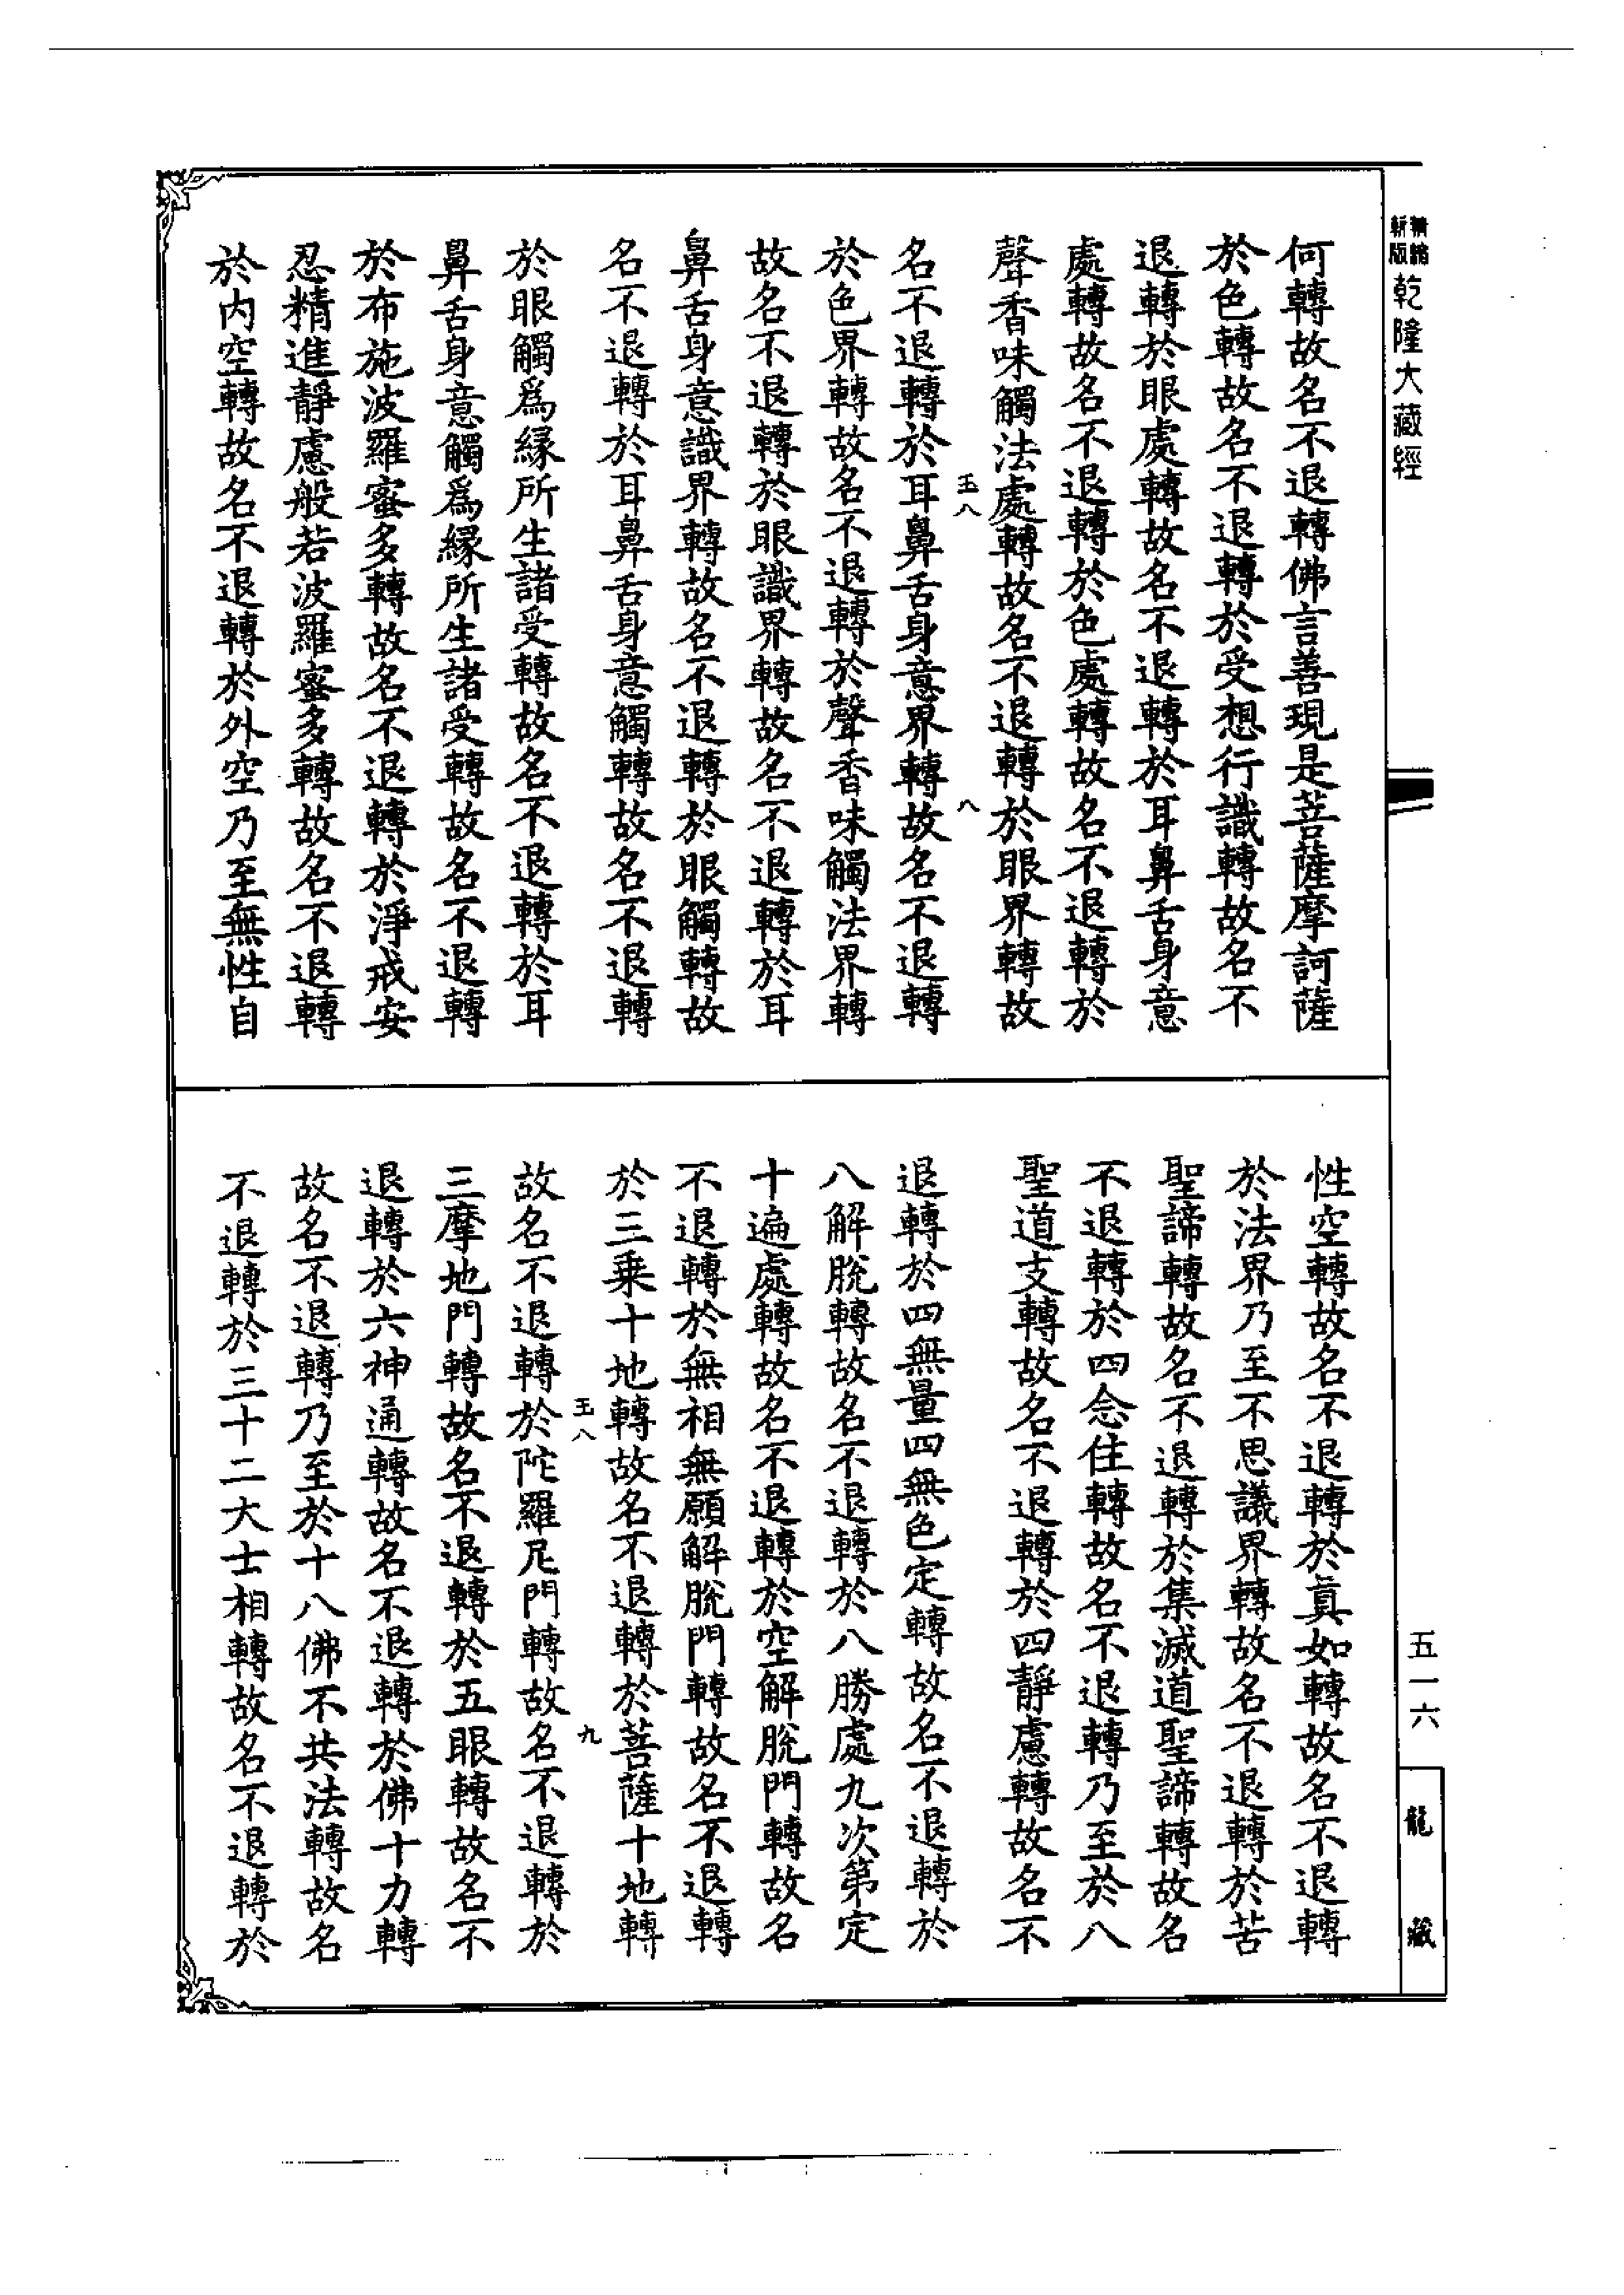 新版
精縮
乾隆大藏經
何轉故名不退轉佛言善現是菩薩摩訶薩
於色轉故名不退轉於受想行識轉故名不
退轉於眼處轉故名不退轉於耳鼻舌身意
處轉故名不退轉於色處轉故名不退轉於
聲香味觸法處轉故名不退轉於眼界轉故
玉八
八
名不退轉於耳鼻舌身意界轉故名不退轉
於色界轉故名不退轉於聲香味觸法界轉
故名不退轉於眼識界轉故名不退轉於耳
鼻舌身意識界轉故名不退轉於眼觸轉故
名不退轉於耳鼻舌身意觸轉故名不退轉
於眼觸爲緣所生諸受轉故名不退轉於耳
鼻舌身意觸爲緣所生諸受轉故名不退轉
於布施波羅蜜多轉故名不退轉於淨戒安
忍精進靜慮般若波羅蜜多轉故名不退轉
於內空轉故名不退轉於外空乃至無性自
性空轉故名不退轉於眞如轉故名不退轉
於法界乃至不思議界轉故名不退轉於苦
聖諦轉故名不退轉於集滅道聖諦轉故名
不退轉於四念住轉故名不退轉乃至於八
聖道支轉故名不退轉於四靜慮轉故名不
退轉於四無量四無色定轉故名不退轉於
八解脫轉故名不退轉於八勝處九次第定
十遍處轉故名不退轉於空解脫門轉故名
不退轉於無相無願解脫門轉故名不退轉
於三乘十地轉故名不退轉於菩薩十地轉
玉八
九
故名不退轉於陀羅尼門轉故名不退轉於
三摩地門轉故名不退轉於五眼轉故名不
退轉於六神通轉故名不退轉於佛十力轉
故名不退轉乃至於十八佛不共法轉故名
不退轉於三十二大士相轉故名不退轉於
五一六
龍藏